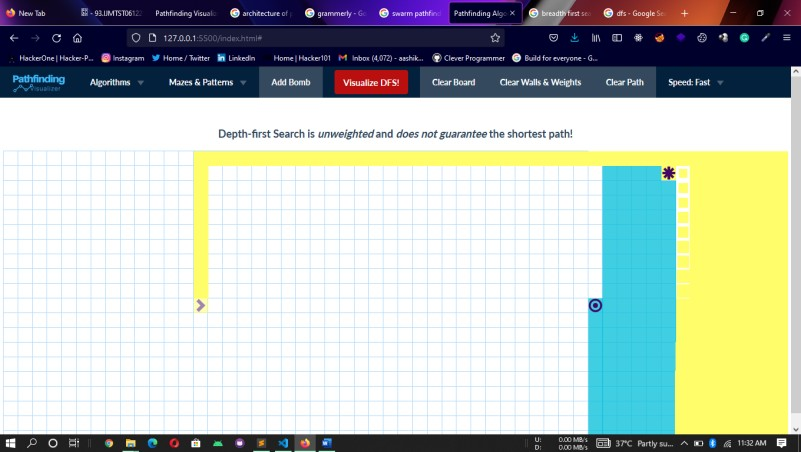 New Tab
~ 93.IJMTST06122
Pathfinding Visualiz
architecture of g
grammerly - Go
swarm pathfind
Pathfinding Algo
breadth first sea
dfs - Google Sea
127.0.0.1:5500/index.html#
HackerOne | Hacker-P...
Instagram
Home / Twitter
LinkedIn
Home | Hacker101
Inbox (4,072) - aashik...
Clever Programmer
Build for everyone - G...
Pathfinding
Visualizer
Algorithms
Mazes & Patterns
Add Bomb
Visualize DFS!
Clear Board
Clear Walls & Weights
Clear Path
Speed: Fast
Depth-first Search is unweighted and does not guarantee the shortest path!
U: 0.00 MB/s
D: 0.00 MB/s
37°C Partly su...
11:32 AM